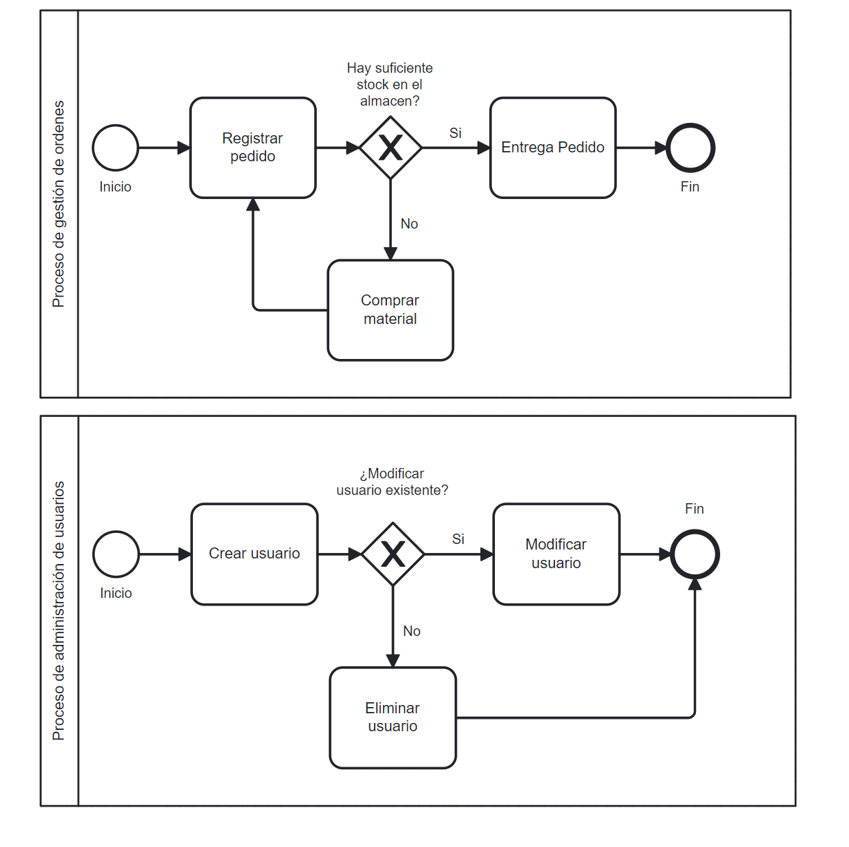 Proceso de gestión de ordenes
Inicio
Registrar
pedido
Hay suficiente
stock en el
almacen?
X
Si
No
Comprar
material
Entrega Pedido
Fin
Proceso de administración de usuarios
Inicio
Crear usuario
¿Modificar
usuario existente?
X
Si
No
Eliminar
usuario
Modificar
usuario
Fin